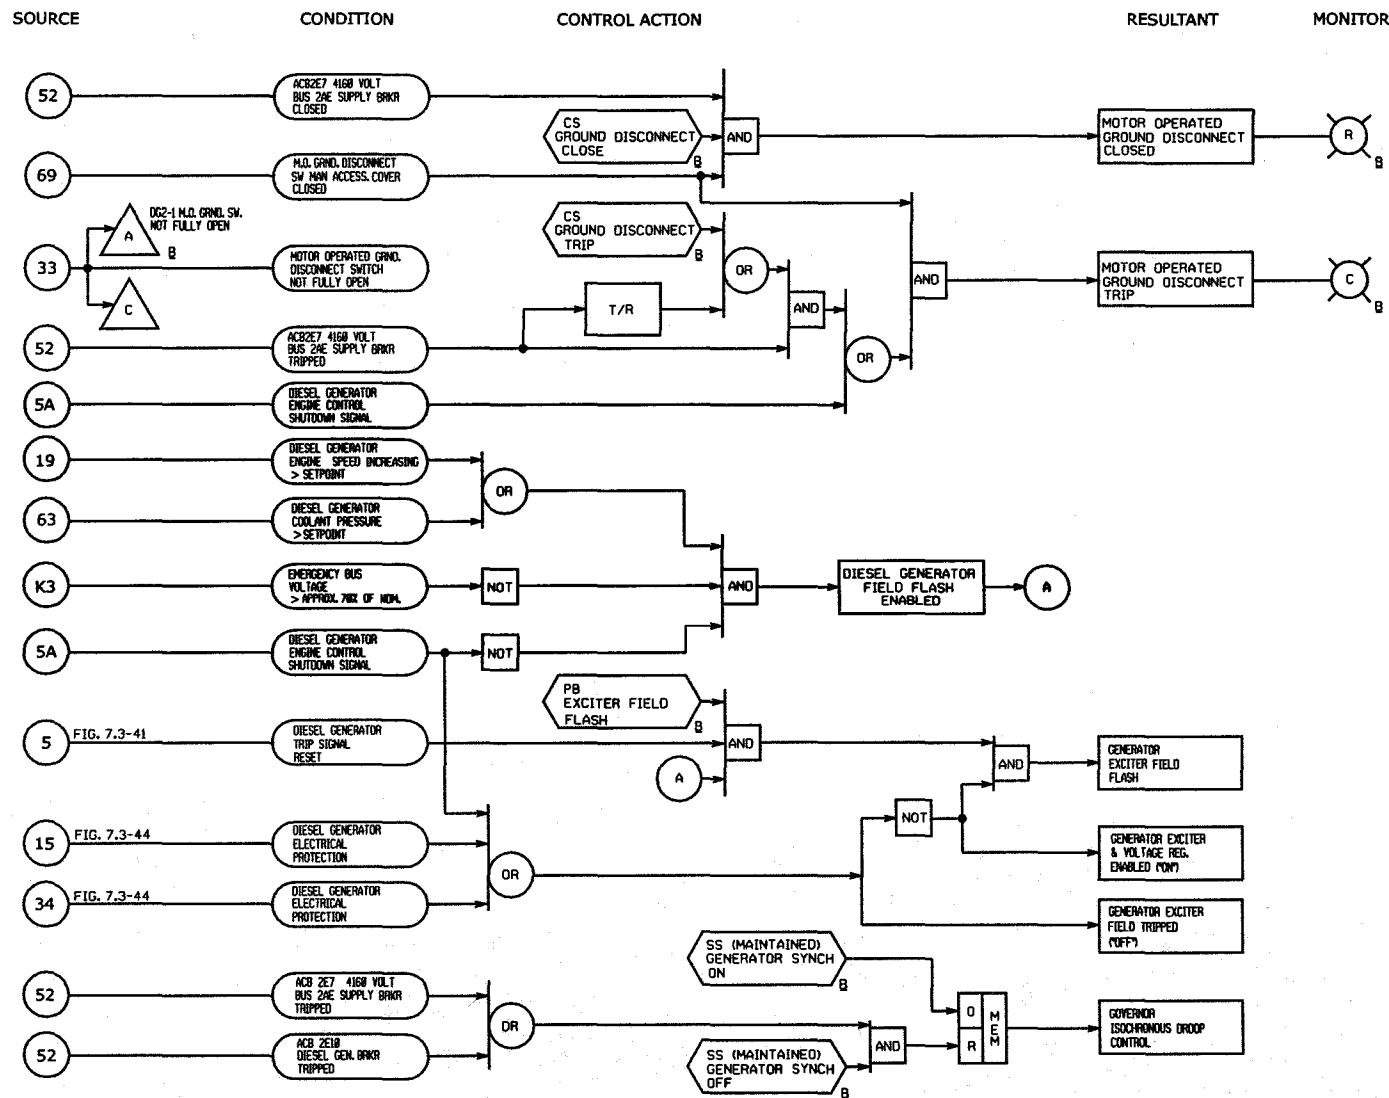 SOURCE CONDITION CONTROL ACTION RESULTANT MONITOR
52
ACB2E7 4160 VOLT
BUS 2AE SUPPLY BRKR
CLOSED
CS
GROUND DISCONNECT
CLOSE
B
AND
MOTOR OPERATED
GROUND DISCONNECT
CLOSED
R
B
69
M.O. GRND. DISCONNECT
SW MAN ACCESS. COVER
CLOSED
A
DG2-1 M.O. GRND. SW.
NOT FULLY OPEN
B
CS
GROUND DISCONNECT
TRIP
B
33
MOTOR OPERATED GRND.
DISCONNECT SWITCH
NOT FULLY OPEN
OR
AND
MOTOR OPERATED
GROUND DISCONNECT
TRIP
C
B
C
T/R
AND
52
ACB2E7 4160 VOLT
BUS 2AE SUPPLY BRKR
TRIPPED
OR
5A
DIESEL GENERATOR
ENGINE CONTROL
SHUTDOWN SIGNAL
19
DIESEL GENERATOR
ENGINE SPEED INCREASING
> SETPOINT
OR
63
DIESEL GENERATOR
COOLANT PRESSURE
> SETPOINT
K3
EMERGENCY BUS
VOLTAGE
> APPROX. 70% OF NOM.
NOT
AND
DIESEL GENERATOR
FIELD FLASH
ENABLED
A
5A
DIESEL GENERATOR
ENGINE CONTROL
SHUTDOWN SIGNAL
NOT
PB
EXCITER FIELD
FLASH
B
5
FIG. 7.3-41
DIESEL GENERATOR
TRIP SIGNAL
RESET
AND
A
AND
GENERATOR
EXCITER FIELD
FLASH
15
FIG. 7.3-44
DIESEL GENERATOR
ELECTRICAL
PROTECTION
NOT
GENERATOR EXCITER
& VOLTAGE REG.
ENABLED ("ON")
OR
34
FIG. 7.3-44
DIESEL GENERATOR
ELECTRICAL
PROTECTION
GENERATOR EXCITER
FIELD TRIPPED
("OFF")
SS (MAINTAINED)
GENERATOR SYNCH
ON
B
52
ACB 2E7 4160 VOLT
BUS 2AE SUPPLY BRKR
TRIPPED
OR
O
R
MEM
GOVERNOR
ISOCHRONOUS DROOP
CONTROL
52
ACB 2E10
DIESEL GEN. BRKR
TRIPPED
AND
SS (MAINTAINED)
GENERATOR SYNCH
OFF
B